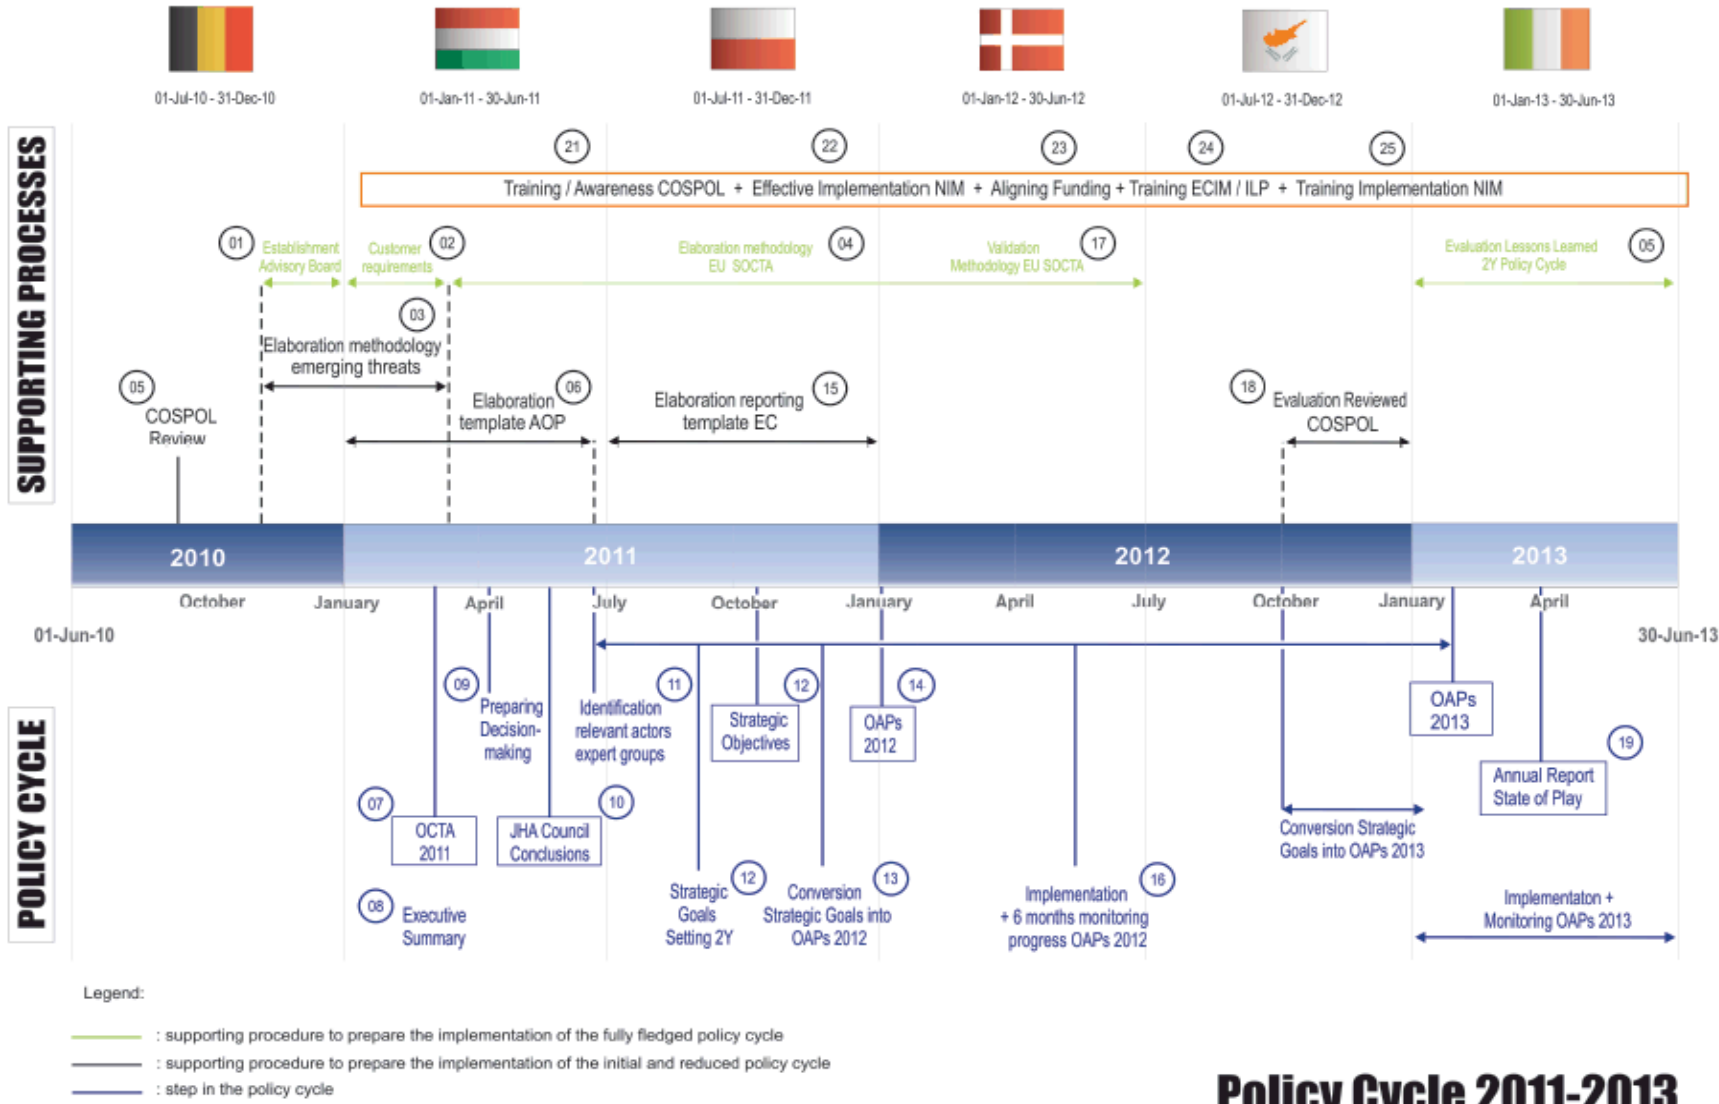 01-Jul-10 - 31-Dec-10
01-Jan-11 - 30-Jun-11
01-Jul-11 - 31-Dec-11
01-Jan-12 - 30-Jun-12
01-Jul-12 - 31-Dec-12
01-Jan-13 - 30-Jun-13
SUPPORTING PROCESSES
21
22
23
24
25
Training / Awareness COSPOL + Effective Implementation NIM + Aligning Funding + Training ECIM / ILP + Training Implementation NIM
01
Establishment
Advisory Board
Customer
requirements
02
Elaboration methodology
EU SOCTA
04
Validation
Methodology EU SOCTA
17
Evaluation Lessons Learned
2Y Policy Cycle
05
03
Elaboration methodology
emerging threats
05
COSPOL
Review
06
Elaboration
template AOP
Elaboration reporting
template EC
15
18
Evaluation Reviewed
COSPOL
2010
2011
2012
2013
October
January
April
July
October
January
April
July
October
January
April
01-Jun-10
30-Jun-13
POLICY CYCLE
09
Preparing
Decision-
making
Identification
relevant actors
expert groups
11
Strategic
Objectives
12
OAPs
2012
14
OAPs
2013
Annual Report
State of Play
19
07
OCTA
2011
JHA Council
Conclusions
10
Conversion Strategic
Goals into OAPs 2013
08
Executive
Summary
Strategic
Goals
Setting 2Y
12
Conversion
Strategic Goals into
OAPs 2012
13
Implementation
+ 6 months monitoring
progress OAPs 2012
16
Implementaton +
Monitoring OAPs 2013
Legend:
: supporting procedure to prepare the implementation of the fully fledged policy cycle
: supporting procedure to prepare the implementation of the initial and reduced policy cycle
: step in the policy cycle
Policy Cycle 2011-2013